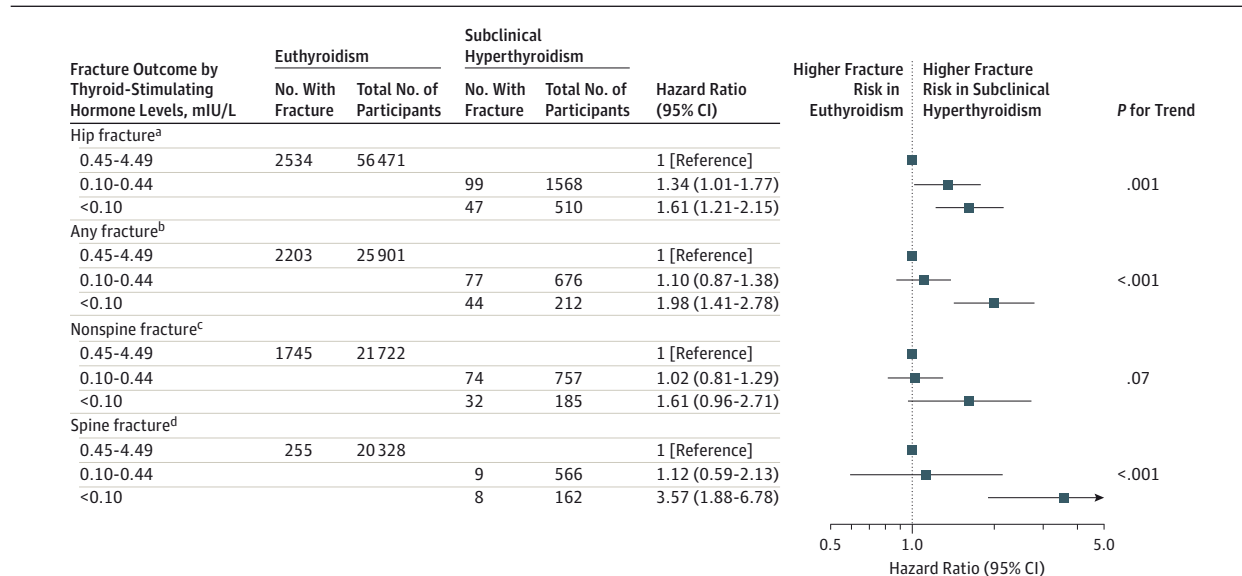 Fracture Outcome by
Thyroid-Stimulating
Hormone Levels, mIU/L
Euthyroidism
No. With
Fracture
Total No. of
Participants
Subclinical
Hyperthyroidism
No. With
Fracture
Total No. of
Participants
Hazard Ratio
(95% CI)
Higher Fracture
Risk in
Euthyroidism
Higher Fracture
Risk in Subclinical
Hyperthyroidism
P for Trend
Hip fractureᵃ
0.45-4.49 2534 56 471 1 [Reference]
0.10-0.44 99 1568 1.34 (1.01-1.77) .001
<0.10 47 510 1.61 (1.21-2.15)
Any fractureᵇ
0.45-4.49 2203 25 901 1 [Reference]
0.10-0.44 77 676 1.10 (0.87-1.38) <.001
<0.10 44 212 1.98 (1.41-2.78)
Nonspine fractureᶜ
0.45-4.49 1745 21 722 1 [Reference]
0.10-0.44 74 757 1.02 (0.81-1.29) .07
<0.10 32 185 1.61 (0.96-2.71)
Spine fractureᵈ
0.45-4.49 255 20 328 1 [Reference]
0.10-0.44 9 566 1.12 (0.59-2.13) <.001
<0.10 8 162 3.57 (1.88-6.78)
0.5 1.0 5.0
Hazard Ratio (95% CI)